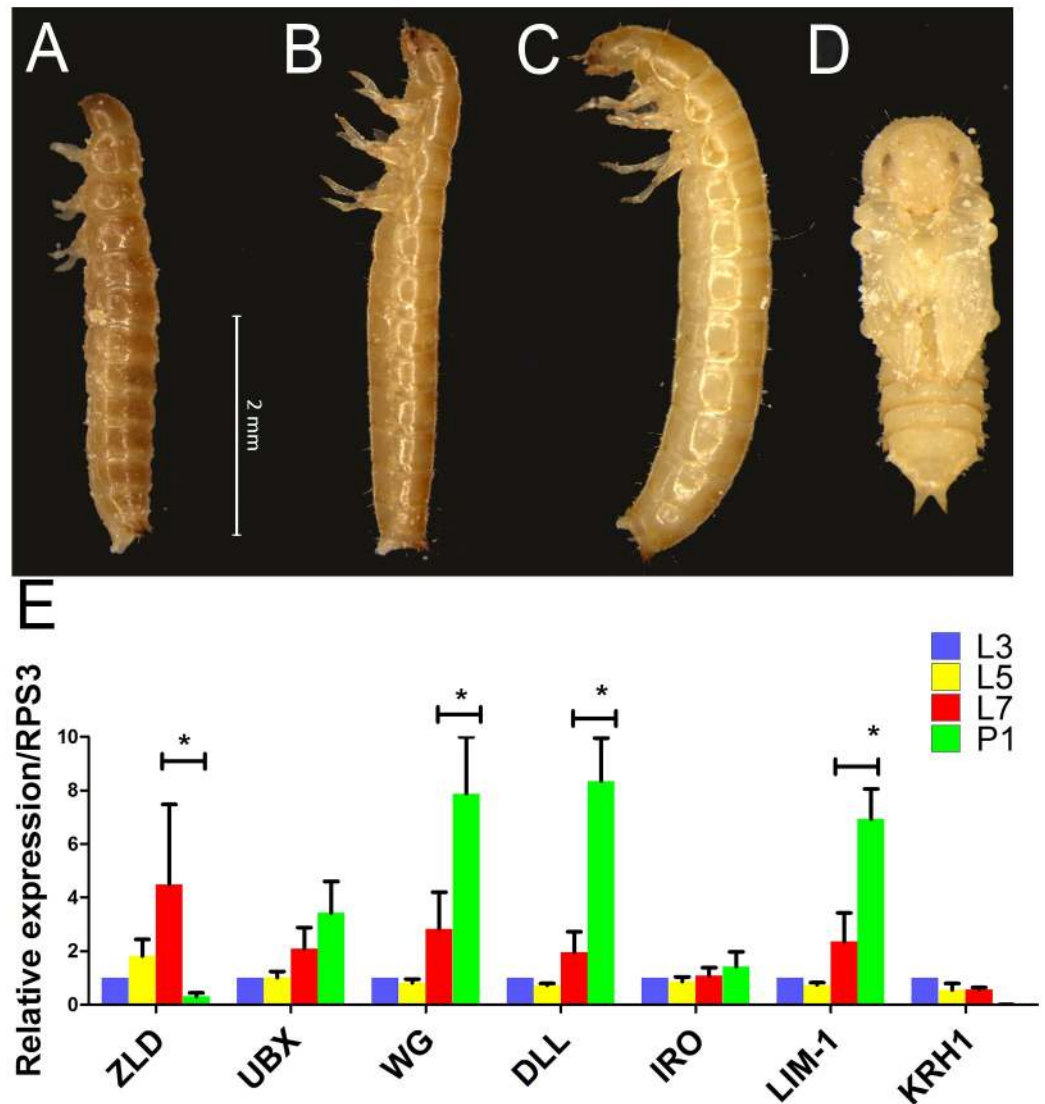 A
B
C
D
2 mm
E
Relative expression/RPS3
L3
L5
L7
P1
*
*
*
*
10
8
6
4
2
0
ZLD
UBX
WG
DLL
IRO
LIM-1
KRH1